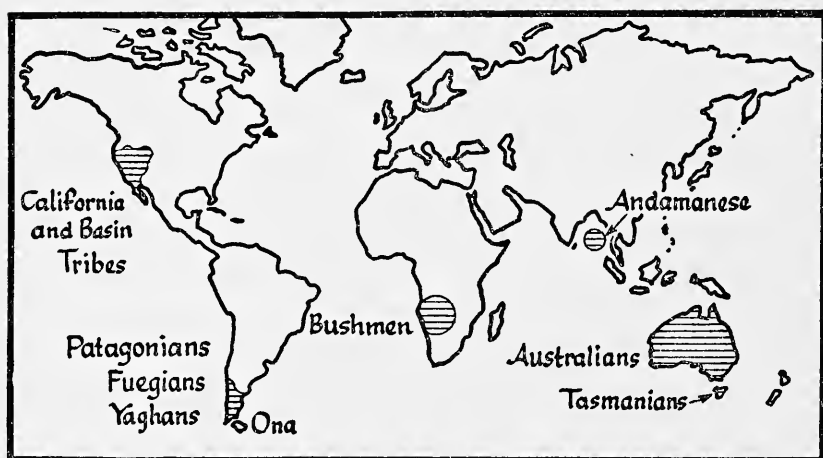 California
and Basin
Tribes
Andamanese
Bushmen
Patagonians
Fuegians
Yaghans
Ona
Australians
Tasmanians